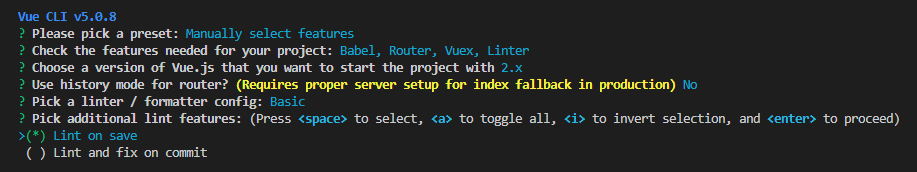 Vue CLI v5.0.8
? Please pick a preset: Manually select features
? Check the features needed for your project: Babel, Router, Vuex, Linter
? Choose a version of Vue.js that you want to start the project with 2.x
? Use history mode for router? (Requires proper server setup for index fallback in production) No
? Pick a linter / formatter config: Basic
? Pick additional lint features: (Press <space> to select, <a> to toggle all, <i> to invert selection, and <enter> to proceed)
>(*) Lint on save
 ( ) Lint and fix on commit